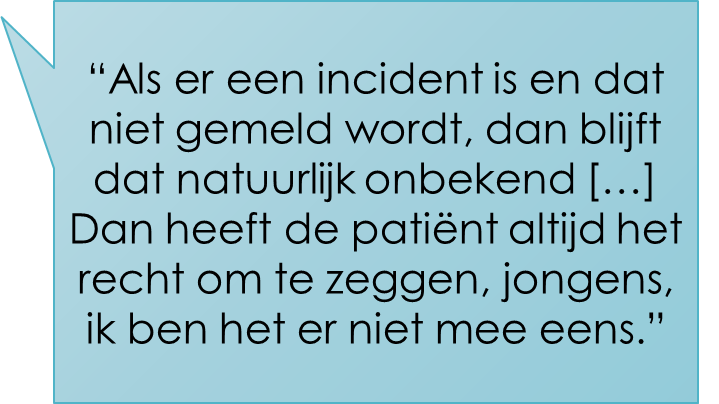 “Als er een incident is en dat
niet gemeld wordt, dan blijft
dat natuurlijk onbekend […]
Dan heeft de patiënt altijd het
recht om te zeggen, jongens,
ik ben het er niet mee eens.”